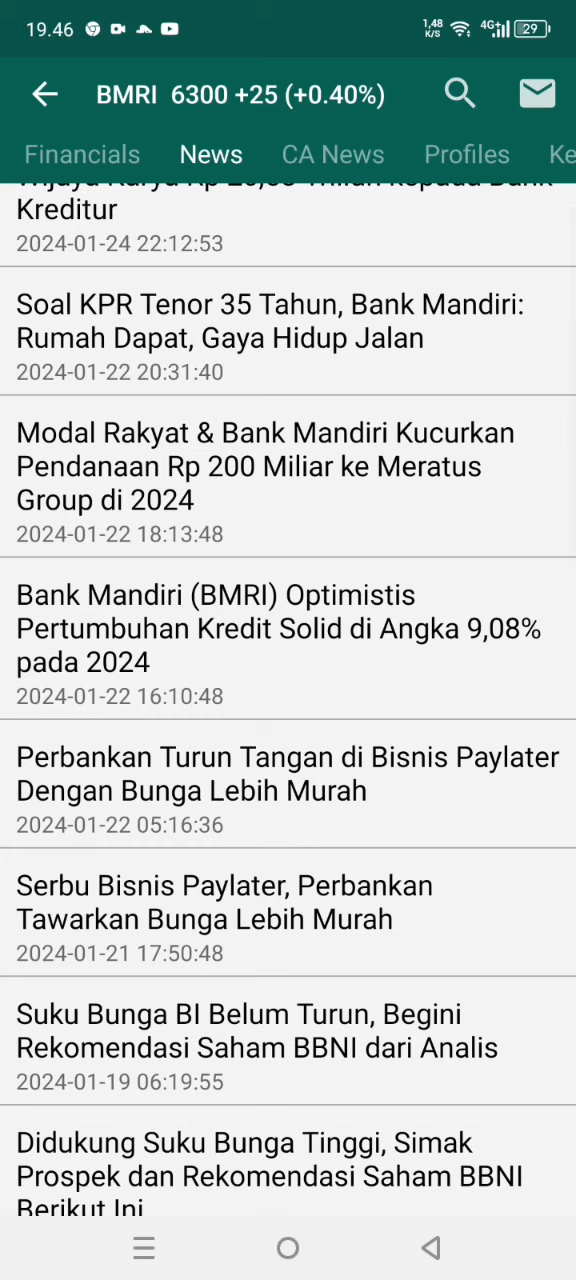 19.46
1,48
K/S
4G+
29
BMRI 6300 +25 (+0.40%)
Financials
News
CA News
Profiles
Ke
Kreditur
2024-01-24 22:12:53
Soal KPR Tenor 35 Tahun, Bank Mandiri:
Rumah Dapat, Gaya Hidup Jalan
2024-01-22 20:31:40
Modal Rakyat & Bank Mandiri Kucurkan
Pendanaan Rp 200 Miliar ke Meratus
Group di 2024
2024-01-22 18:13:48
Bank Mandiri (BMRI) Optimistis
Pertumbuhan Kredit Solid di Angka 9,08%
pada 2024
2024-01-22 16:10:48
Perbankan Turun Tangan di Bisnis Paylater
Dengan Bunga Lebih Murah
2024-01-22 05:16:36
Serbu Bisnis Paylater, Perbankan
Tawarkan Bunga Lebih Murah
2024-01-21 17:50:48
Suku Bunga BI Belum Turun, Begini
Rekomendasi Saham BBNI dari Analis
2024-01-19 06:19:55
Didukung Suku Bunga Tinggi, Simak
Prospek dan Rekomendasi Saham BBNI
Berikut Ini